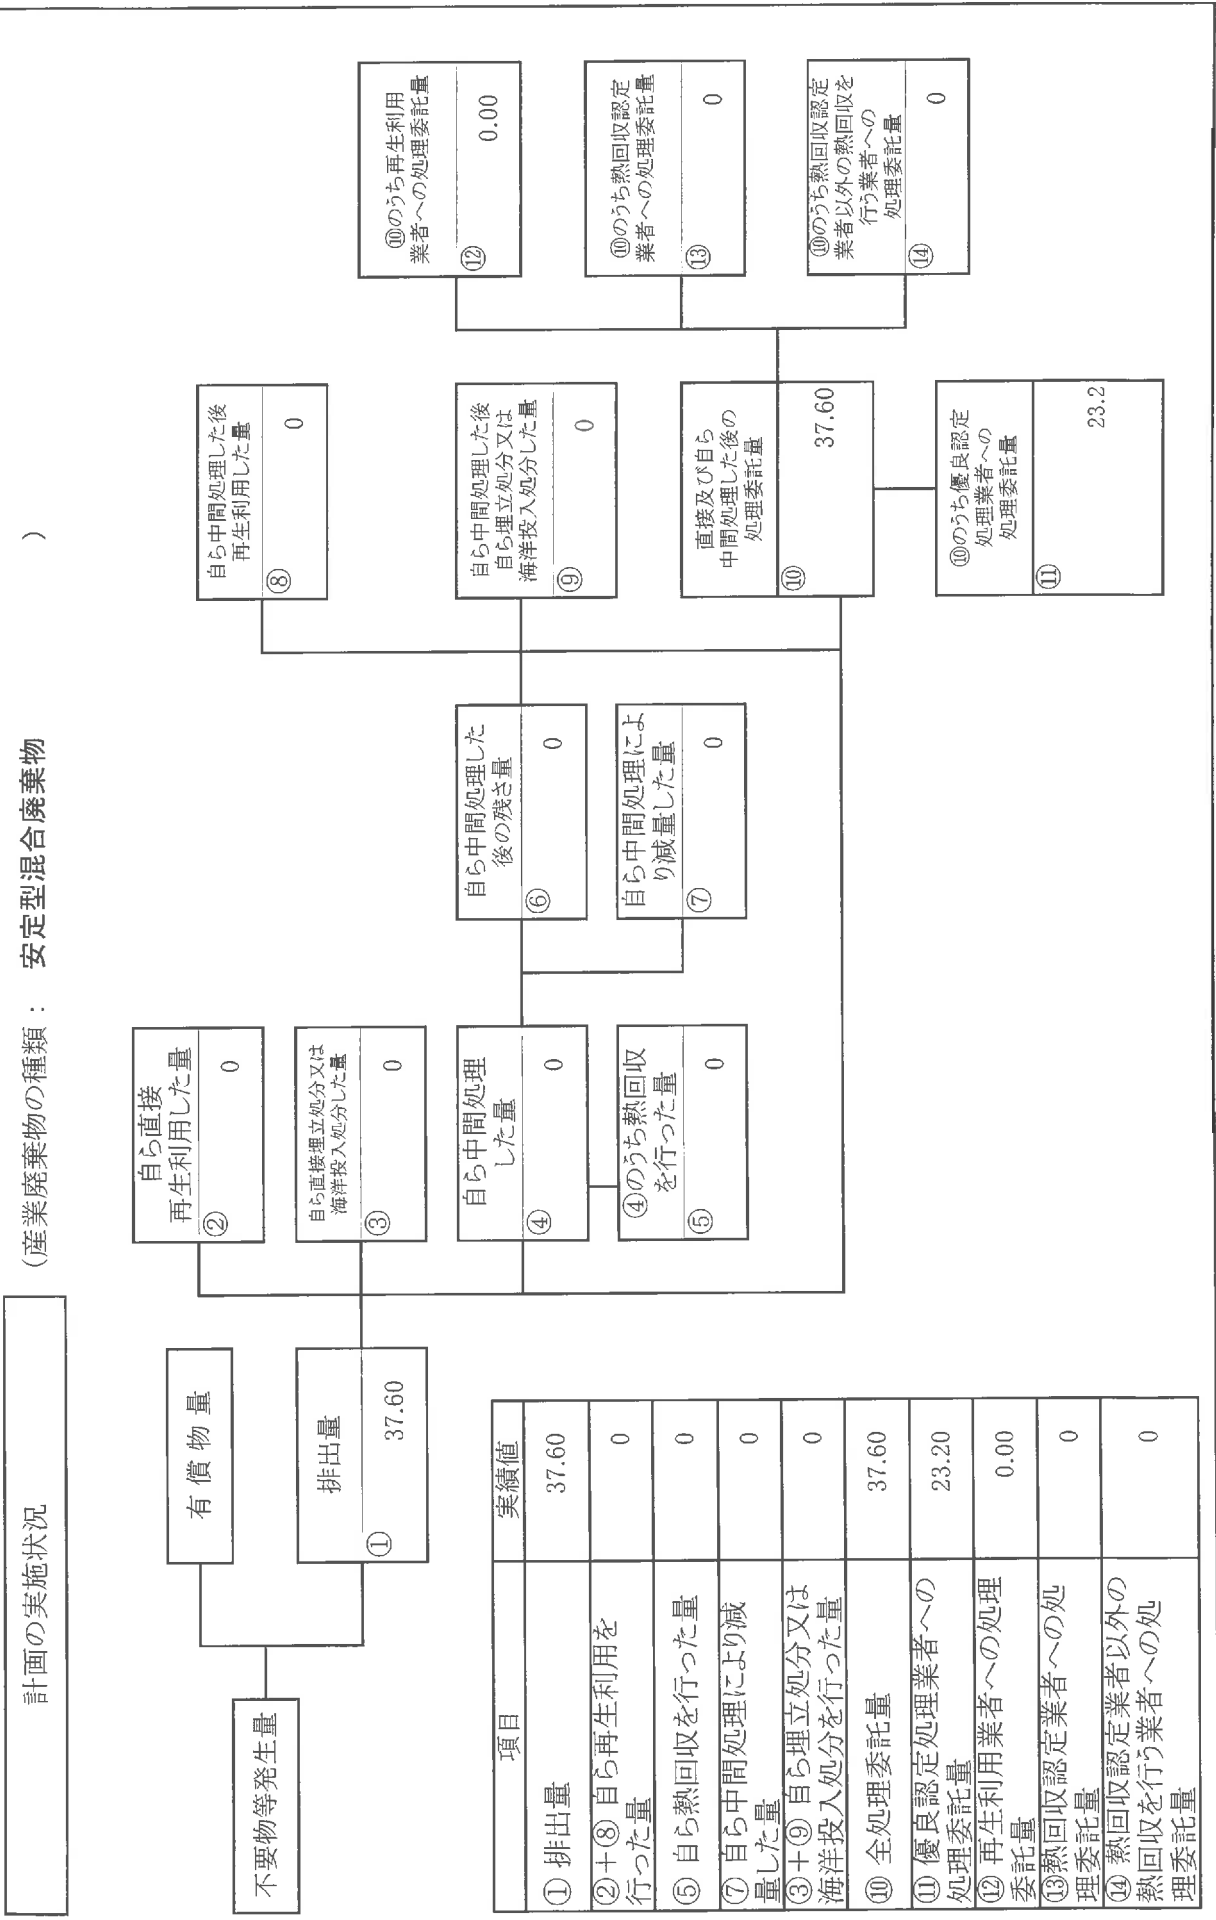 計画の実施状況
(産業廃棄物の種類： 安定型混合廃棄物 )
不要物等発生量
有償物量
排出量
① 37.60
自ら直接
再生利用した量
② 0
自ら直接埋立処分又は
海洋投入処分した量
③ 0
自ら中間処理
した量
④ 0
④のうち熱回収
を行った量
⑤ 0
自ら中間処理した
後の残さ量
⑥ 0
自ら中間処理によ
り減量した量
⑦ 0
自ら中間処理した後
再生利用した量
⑧ 0
自ら中間処理した後
自ら埋立処分又は
海洋投入処分した量
⑨ 0
直接及び自ら
中間処理した後の
処理委託量
⑩ 37.60
⑩のうち優良認定
処理業者への
処理委託量
⑪ 23.2
⑩のうち再生利用
業者への処理委託量
⑫ 0.00
⑩のうち熱回収認定
業者への処理委託量
⑬ 0
⑩のうち熱回収認定
業者以外の熱回収を
行う業者への
処理委託量
⑭ 0
項目 実績値
① 排出量 37.60
②＋⑧ 自ら再生利用を
行った量 0
⑤ 自ら熱回収を行った量 0
⑦ 自ら中間処理により減
量した量 0
③＋⑨ 自ら埋立処分又は
海洋投入処分を行った量 0
⑩ 全処理委託量 37.60
⑪ 優良認定処理業者への
処理委託量 23.20
⑫ 再生利用業者への処理
委託量 0.00
⑬熱回収認定業者への処
理委託量 0
⑭ 熱回収認定業者以外の
熱回収を行う業者への処
理委託量 0